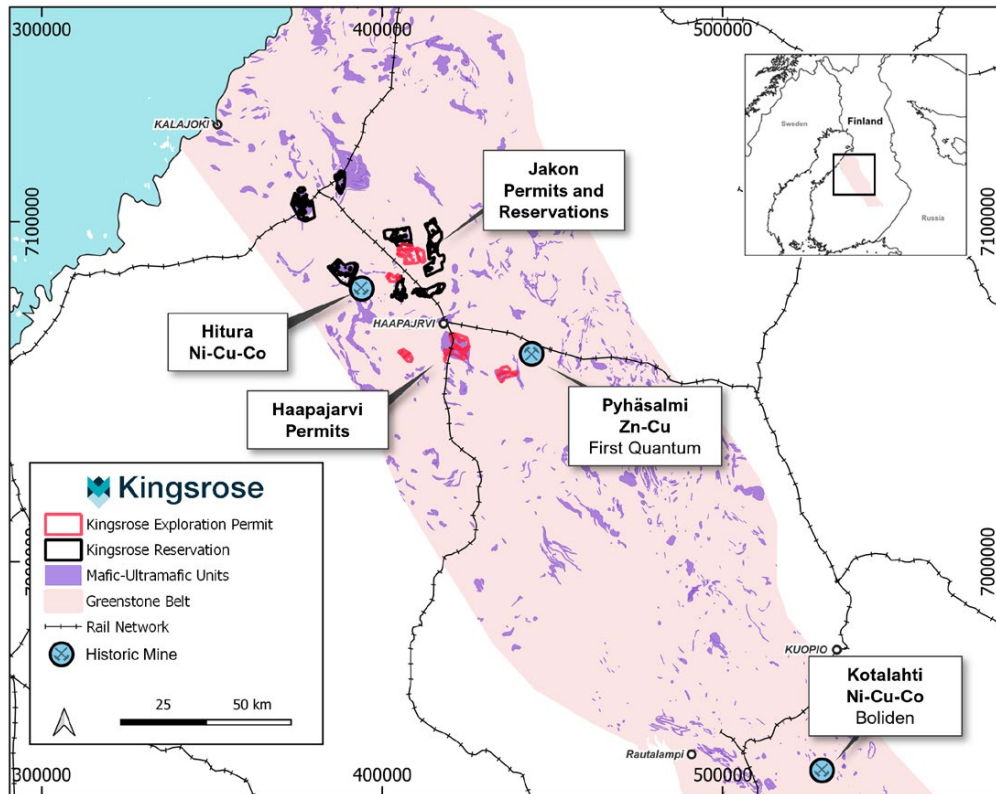 300000
400000
500000
KALAJOKI
Sweden
Finland
Russia
Jakon
Permits and
Reservations
7100000
7100000
Hitura
Ni-Cu-Co
HAAPAJRVI
Haapajarvi
Permits
Pyhäsalmi
Zn-Cu
First Quantum
Kingsrose
Kingsrose Exploration Permit
Kingsrose Reservation
Mafic-Ultramafic Units
Greenstone Belt
Rail Network
Historic Mine
25
50 km
7000000
KUOPIO
Kotalahti
Ni-Cu-Co
Boliden
Rautalampi
300000
400000
500000